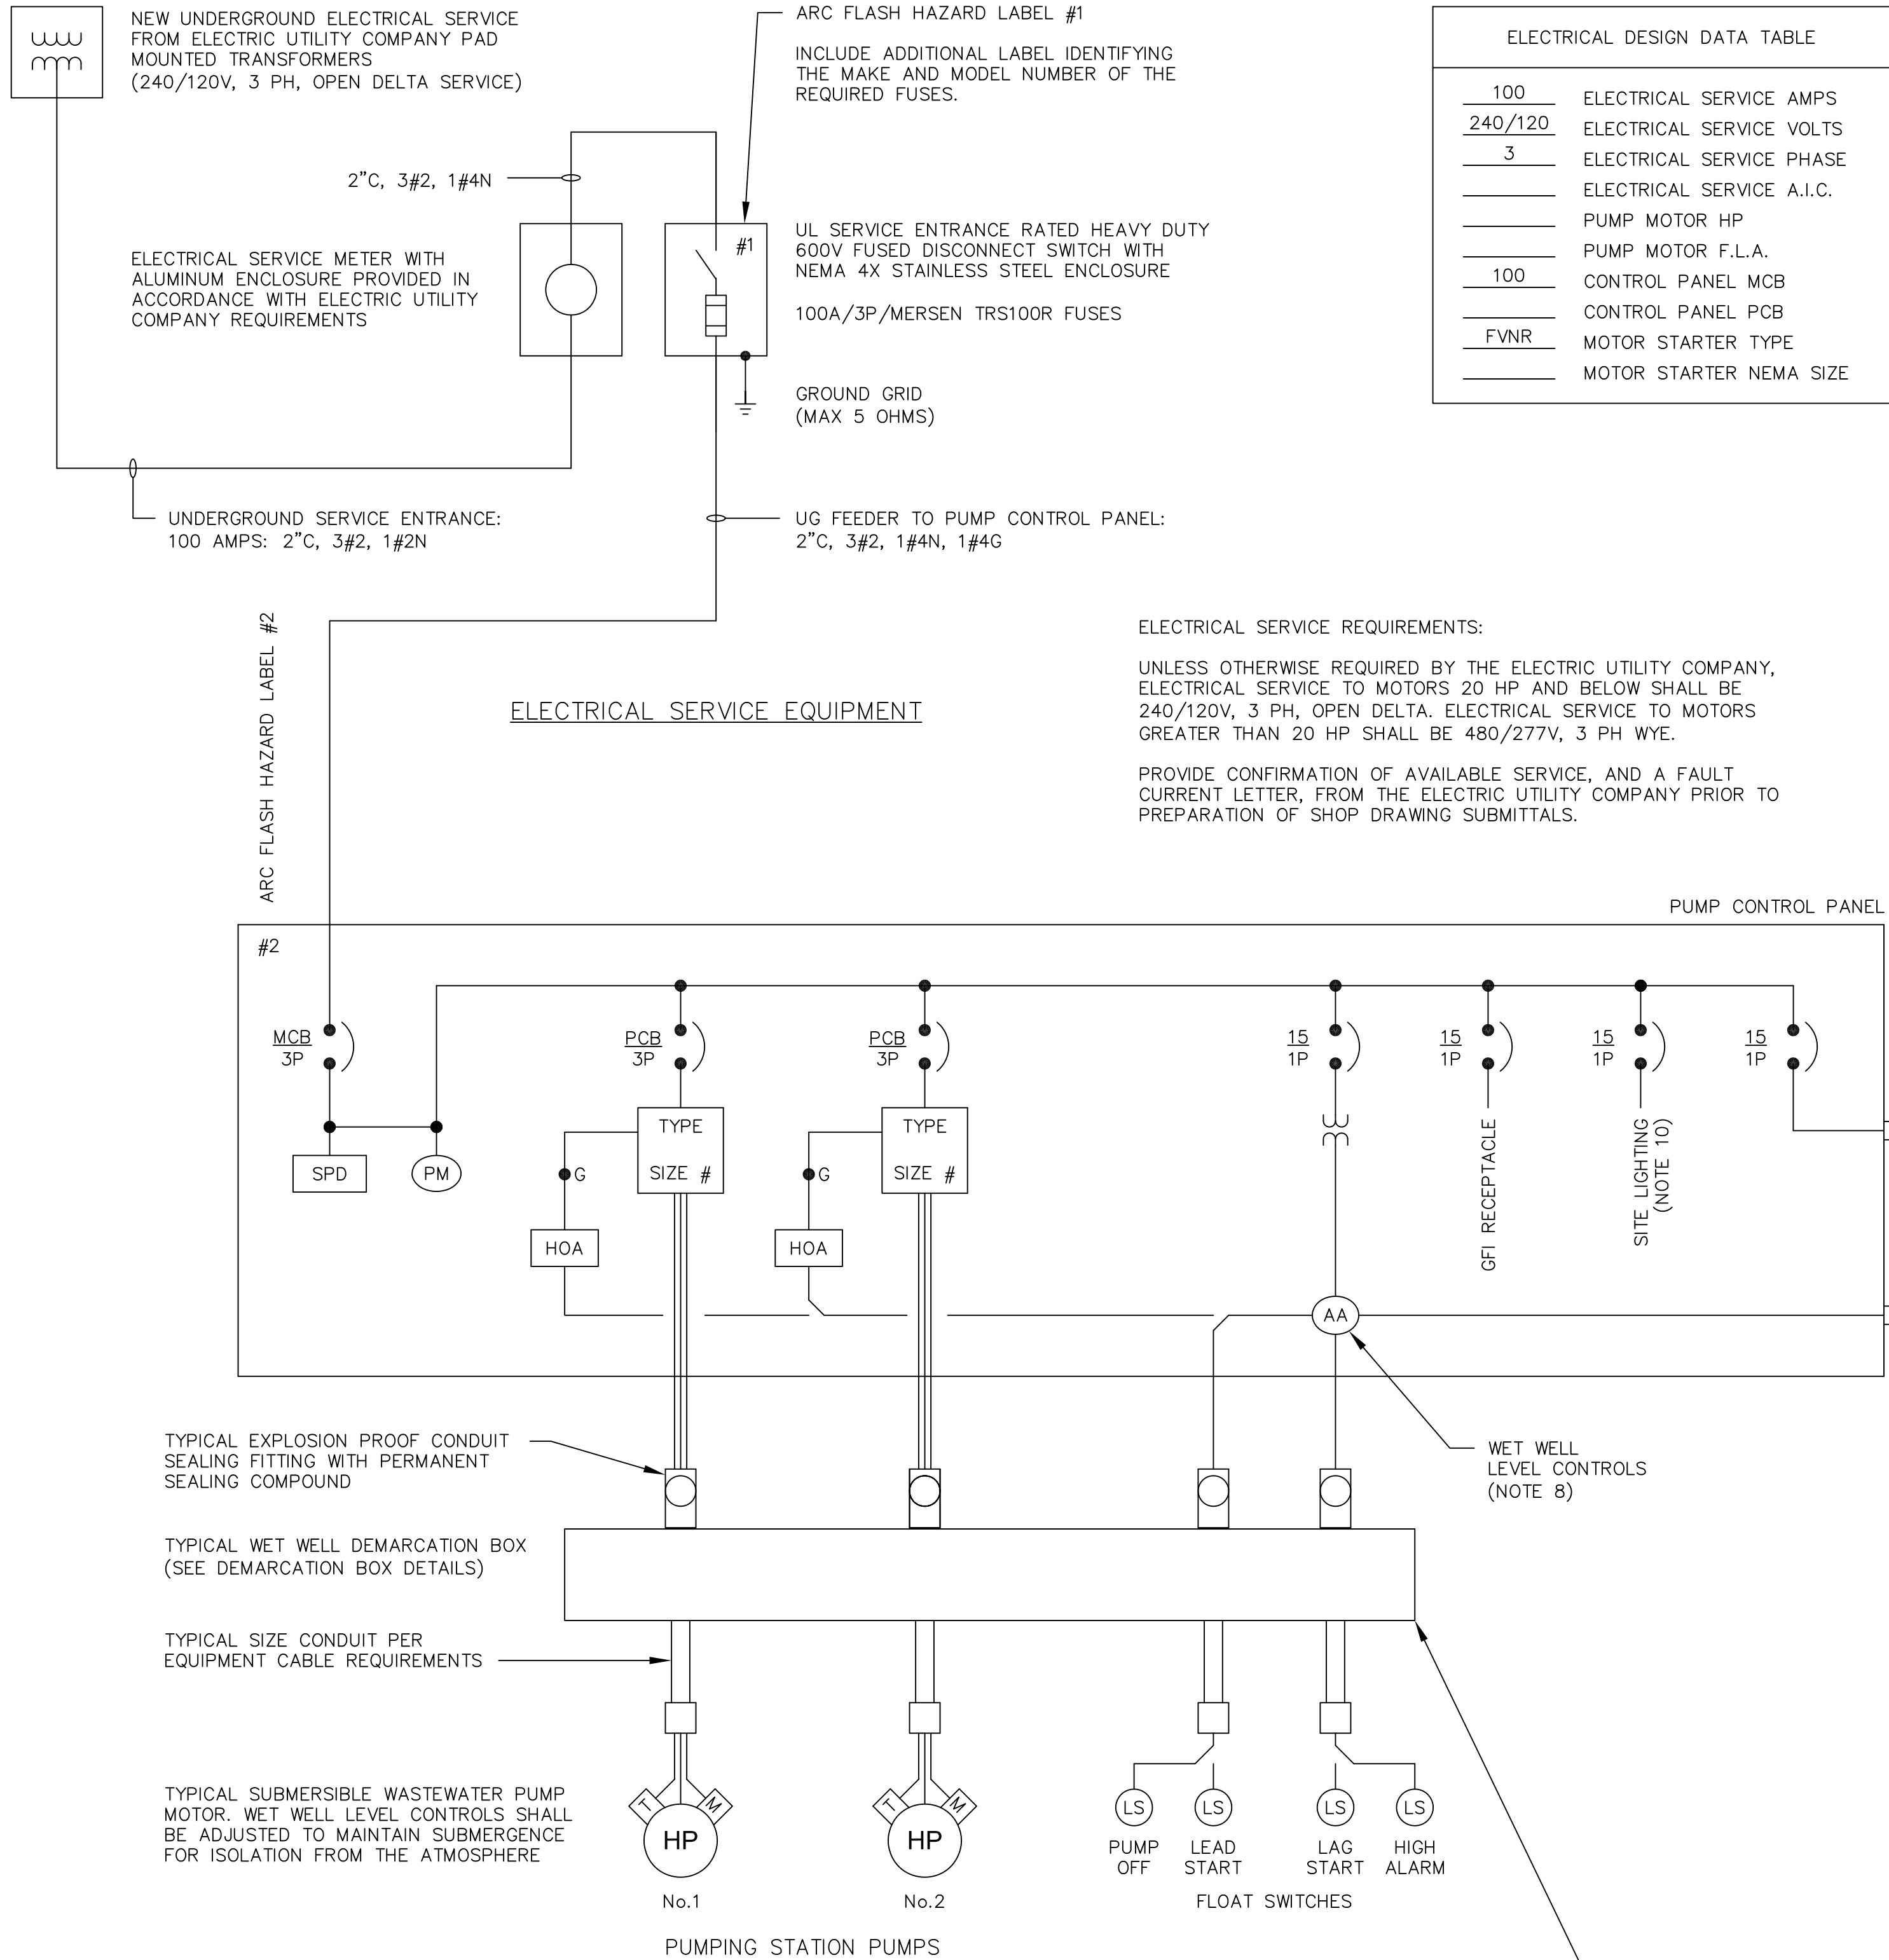 NEW UNDERGROUND ELECTRICAL SERVICE
FROM ELECTRIC UTILITY COMPANY PAD
MOUNTED TRANSFORMERS
(240/120V, 3 PH, OPEN DELTA SERVICE)
ARC FLASH HAZARD LABEL #1
INCLUDE ADDITIONAL LABEL IDENTIFYING
THE MAKE AND MODEL NUMBER OF THE
REQUIRED FUSES.
ELECTRICAL DESIGN DATA TABLE
100 ELECTRICAL SERVICE AMPS
240/120 ELECTRICAL SERVICE VOLTS
3 ELECTRICAL SERVICE PHASE
ELECTRICAL SERVICE A.I.C.
PUMP MOTOR HP
PUMP MOTOR F.L.A.
100 CONTROL PANEL MCB
CONTROL PANEL PCB
FVNR MOTOR STARTER TYPE
MOTOR STARTER NEMA SIZE
2"C, 3#2, 1#4N
ELECTRICAL SERVICE METER WITH
ALUMINUM ENCLOSURE PROVIDED IN
ACCORDANCE WITH ELECTRIC UTILITY
COMPANY REQUIREMENTS
#1
UL SERVICE ENTRANCE RATED HEAVY DUTY
600V FUSED DISCONNECT SWITCH WITH
NEMA 4X STAINLESS STEEL ENCLOSURE
100A/3P/MERSEN TRS100R FUSES
GROUND GRID
(MAX 5 OHMS)
UNDERGROUND SERVICE ENTRANCE:
100 AMPS: 2"C, 3#2, 1#2N
UG FEEDER TO PUMP CONTROL PANEL:
2"C, 3#2, 1#4N, 1#4G
ARC FLASH HAZARD LABEL #2
ELECTRICAL SERVICE EQUIPMENT
ELECTRICAL SERVICE REQUIREMENTS:
UNLESS OTHERWISE REQUIRED BY THE ELECTRIC UTILITY COMPANY,
ELECTRICAL SERVICE TO MOTORS 20 HP AND BELOW SHALL BE
240/120V, 3 PH, OPEN DELTA. ELECTRICAL SERVICE TO MOTORS
GREATER THAN 20 HP SHALL BE 480/277V, 3 PH WYE.
PROVIDE CONFIRMATION OF AVAILABLE SERVICE, AND A FAULT
CURRENT LETTER, FROM THE ELECTRIC UTILITY COMPANY PRIOR TO
PREPARATION OF SHOP DRAWING SUBMITTALS.
PUMP CONTROL PANEL
#2
MCB
3P
PCB
3P
PCB
3P
15
1P
15
1P
15
1P
15
1P
SPD
PM
TYPE
SIZE #
G
HOA
TYPE
SIZE #
G
HOA
GFI RECEPTACLE
SITE LIGHTING
(NOTE 10)
AA
TYPICAL EXPLOSION PROOF CONDUIT
SEALING FITTING WITH PERMANENT
SEALING COMPOUND
WET WELL
LEVEL CONTROLS
(NOTE 8)
TYPICAL WET WELL DEMARCATION BOX
(SEE DEMARCATION BOX DETAILS)
TYPICAL SIZE CONDUIT PER
EQUIPMENT CABLE REQUIREMENTS
TYPICAL SUBMERSIBLE WASTEWATER PUMP
MOTOR. WET WELL LEVEL CONTROLS SHALL
BE ADJUSTED TO MAINTAIN SUBMERGENCE
FOR ISOLATION FROM THE ATMOSPHERE
T
M
HP
No.1
T
M
HP
No.2
PUMPING STATION PUMPS
LS
LS
LS
LS
PUMP
OFF
LEAD
START
LAG
START
HIGH
ALARM
FLOAT SWITCHES